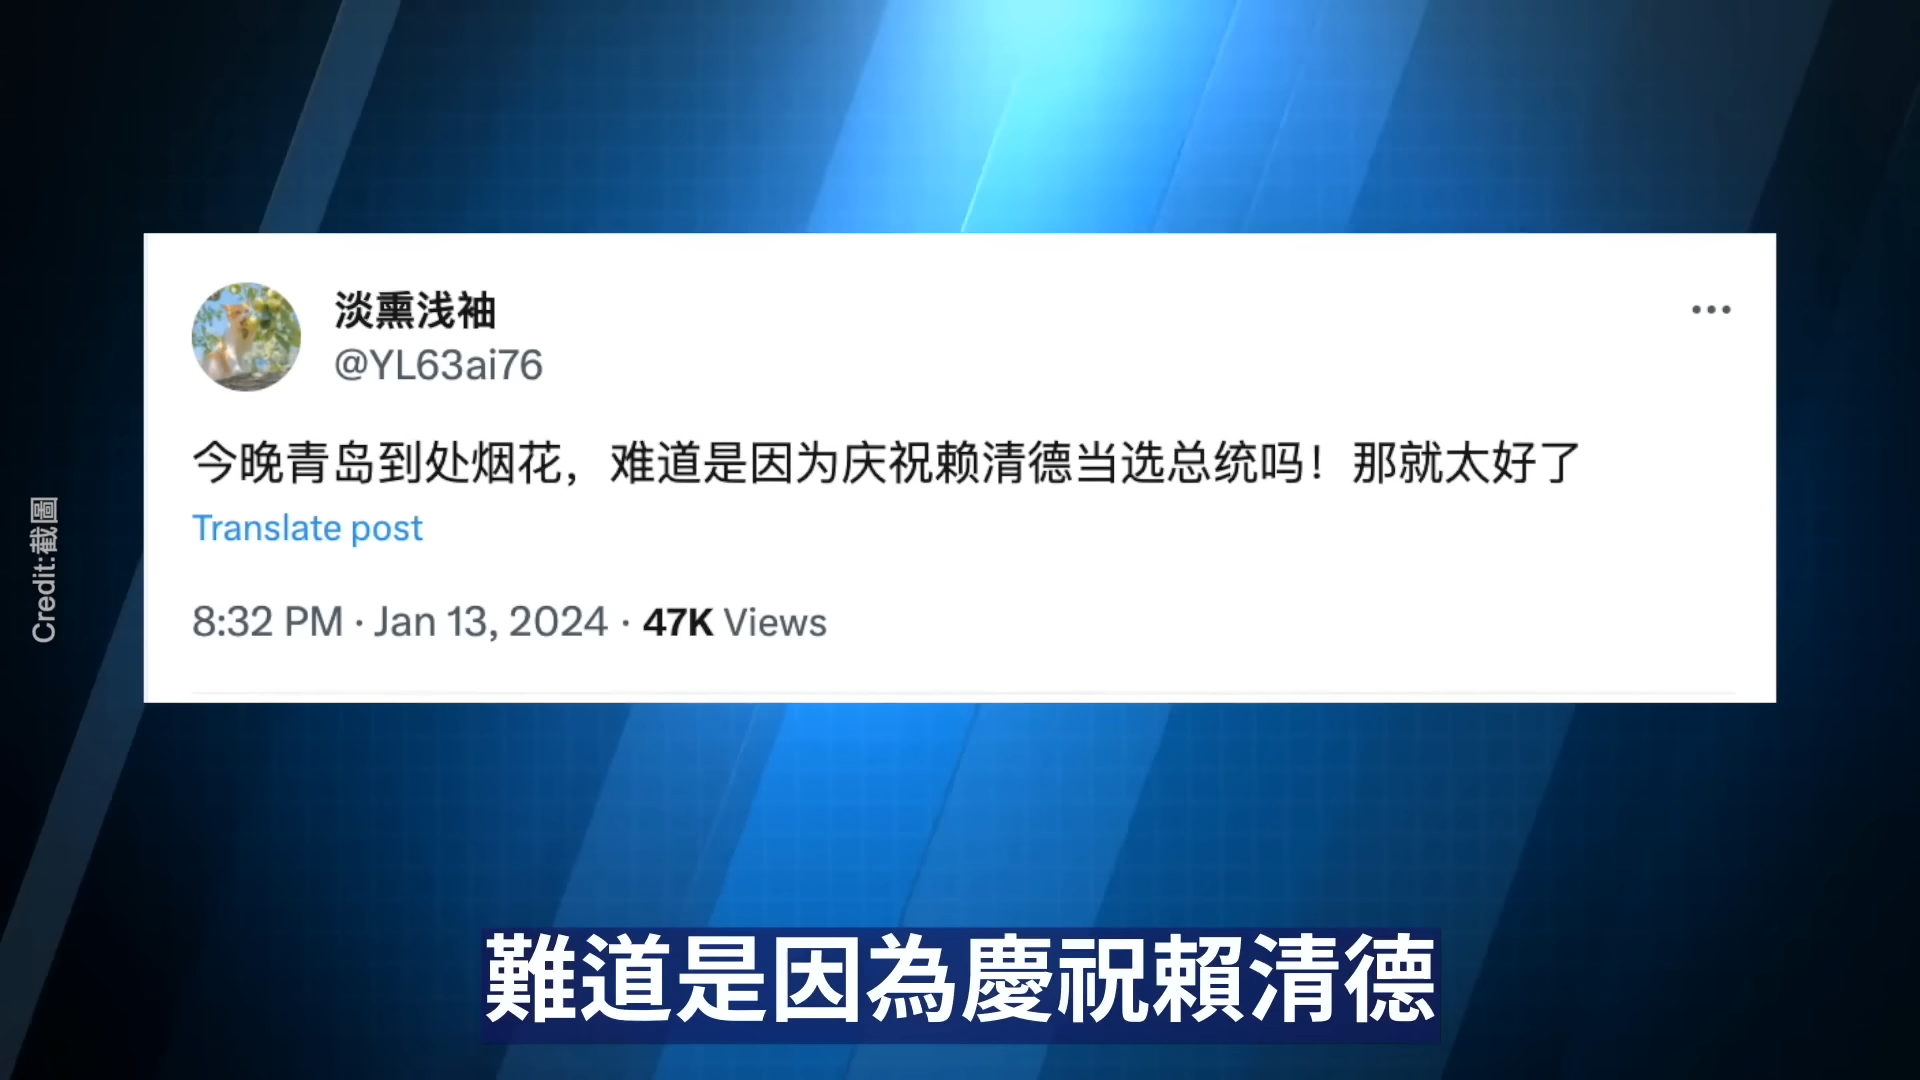 淡熏浅袖
@YL63ai76
今晚青岛到处烟花，难道是因为庆祝赖清德当选总统吗！那就太好了
Translate post
8:32 PM · Jan 13, 2024 · 47K Views
Credit:截圖
難道是因為慶祝賴清德